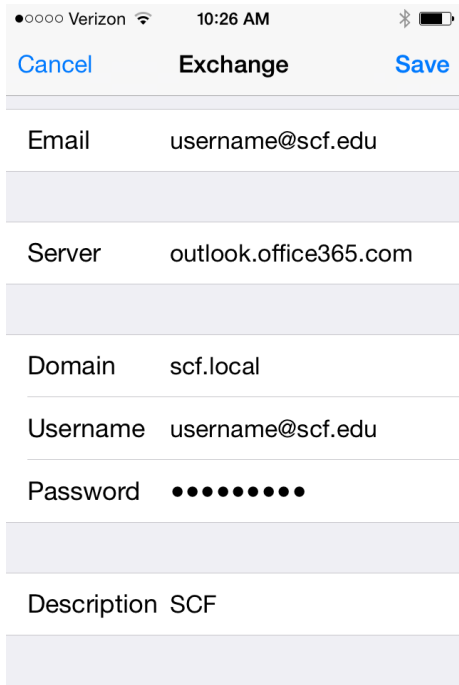 Verizon 10:26 AM
Cancel Exchange Save
Email username@scf.edu
Server outlook.office365.com
Domain scf.local
Username username@scf.edu
Password •••••••••
Description SCF